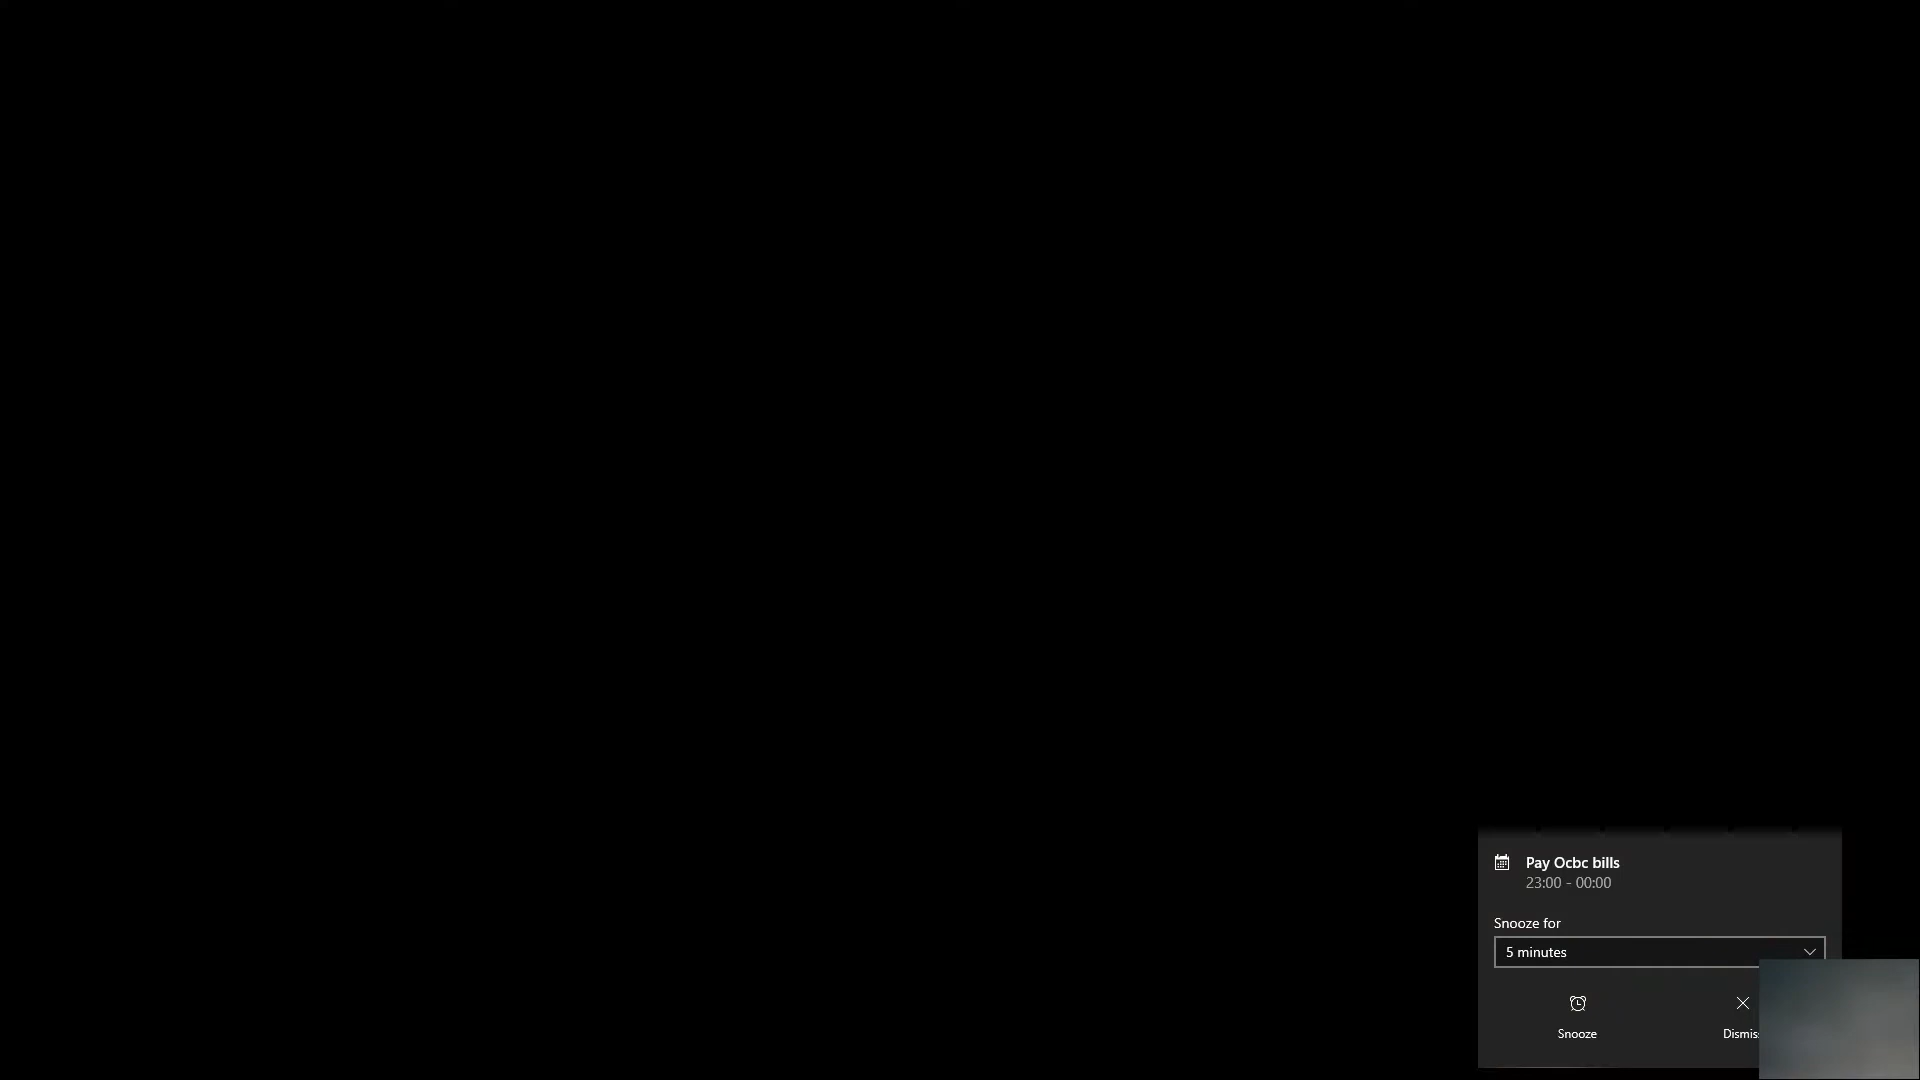 Pay Ocbc bills
23:00 - 00:00
Snooze for
5 minutes
Snooze